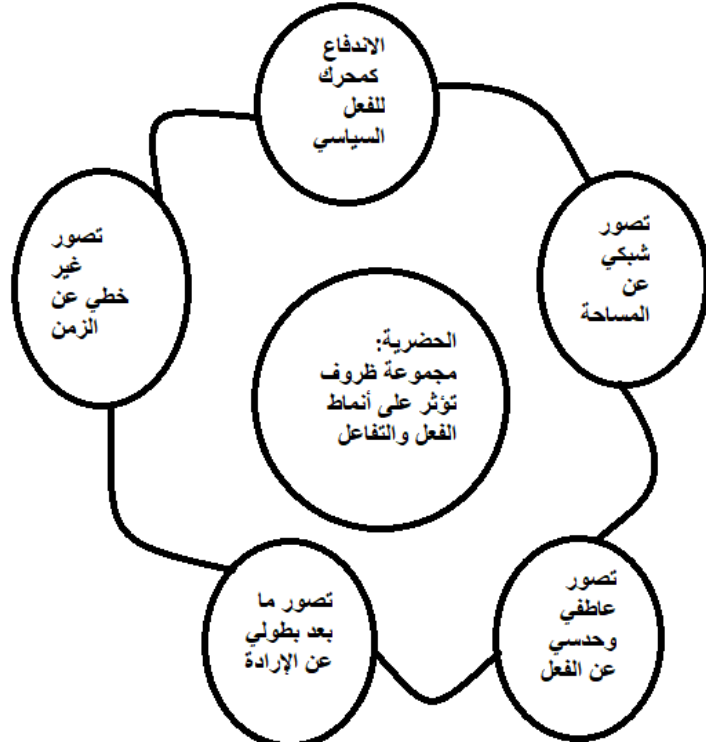 الاندفاع
كمحرك
للفعل
السياسي
تصور
شبكي
عن
المساحة
تصور
غير
خطي عن
الزمن
الحضرية:
مجموعة ظروف
تؤثر على أنماط
الفعل والتفاعل
تصور
عاطفي
وحدسي
عن الفعل
تصور ما
بعد بطولي
عن الإرادة